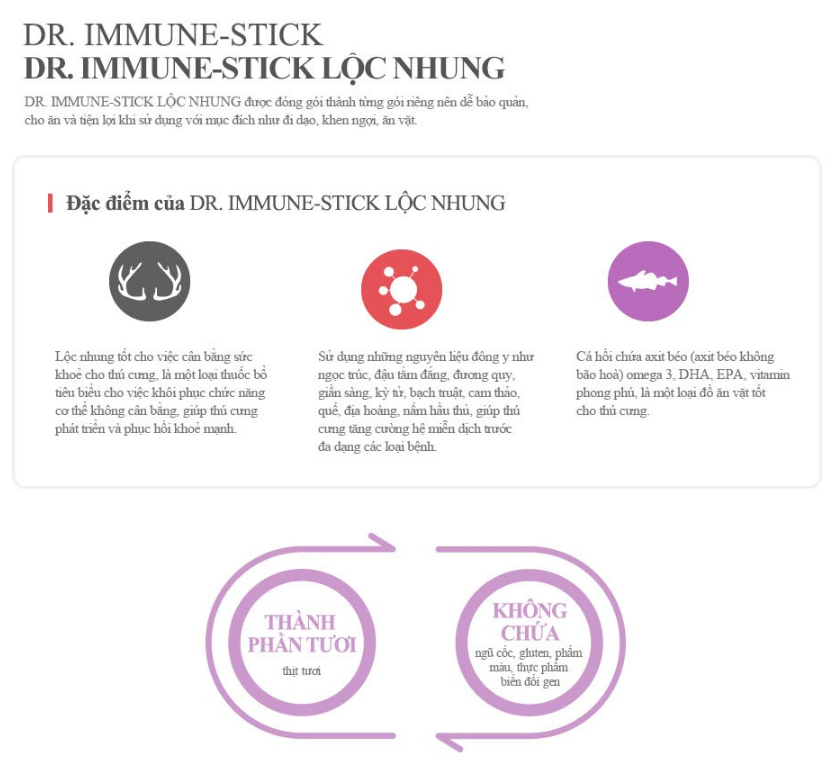 DR. IMMUNE-STICK
DR. IMMUNE-STICK LỘC NHUNG
DR. IMMUNE-STICK LỘC NHUNG được đóng gói thành từng gói riêng nên dễ bảo quản,
cho ăn và tiện lợi khi sử dụng với mục đích như đi dạo, khen ngợi, ăn vặt.
Đặc điểm của DR. IMMUNE-STICK LỘC NHUNG
Lộc nhung tốt cho việc cân bằng sức
khoẻ cho thú cưng, là một loại thuốc bổ
tiêu biểu cho việc khôi phục chức năng
cơ thể không cân bằng, giúp thú cưng
phát triển và phục hồi khoẻ mạnh.
Sử dụng những nguyên liệu đông y như
ngọc trúc, đậu tằm đắng, đương quy,
giần sàng, kỳ tử, bạch truật, cam thảo,
quế, địa hoàng, nấm hầu thủ, giúp thú
cưng tăng cường hệ miễn dịch trước
đa dạng các loại bệnh.
Cá hồi chứa axit béo (axit béo không
bão hoà) omega 3, DHA, EPA, vitamin
phong phú, là một loại đồ ăn vặt tốt
cho thú cưng.
THÀNH
PHẦN TƯƠI
thịt tươi
KHÔNG
CHỨA
ngũ cốc, gluten, phẩm
màu, thực phẩm
biến đổi gen